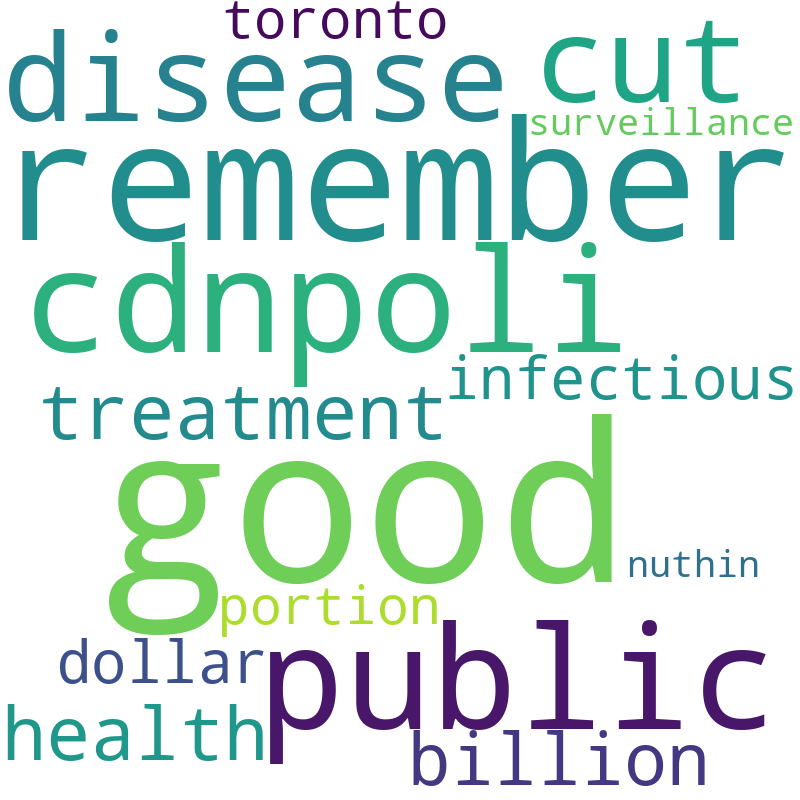 toronto
disease cut
surveillance
remember
cdnpoli
infectious
treatment
good
nuthin
portion
dollar public
health billion